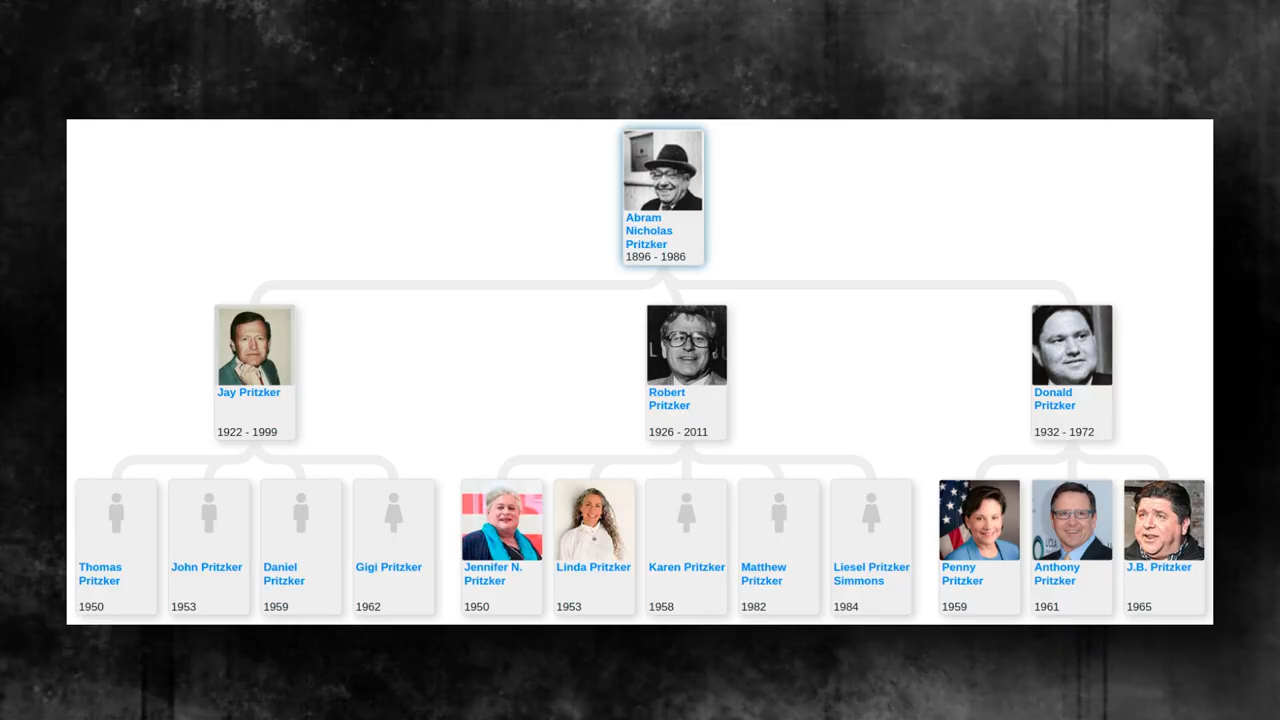 Abram
Nicholas
Pritzker
1896 - 1986
Jay Pritzker
1922 - 1999
Robert
Pritzker
1926 - 2011
Donald
Pritzker
1932 - 1972
Thomas
Pritzker
1950
John Pritzker
1953
Daniel
Pritzker
1959
Gigi Pritzker
1962
Jennifer N.
Pritzker
1950
Linda Pritzker
1953
Karen Pritzker
1958
Matthew
Pritzker
1982
Liesel Pritzker
Simmons
1984
Penny
Pritzker
1959
Anthony
Pritzker
1961
J.B. Pritzker
1965